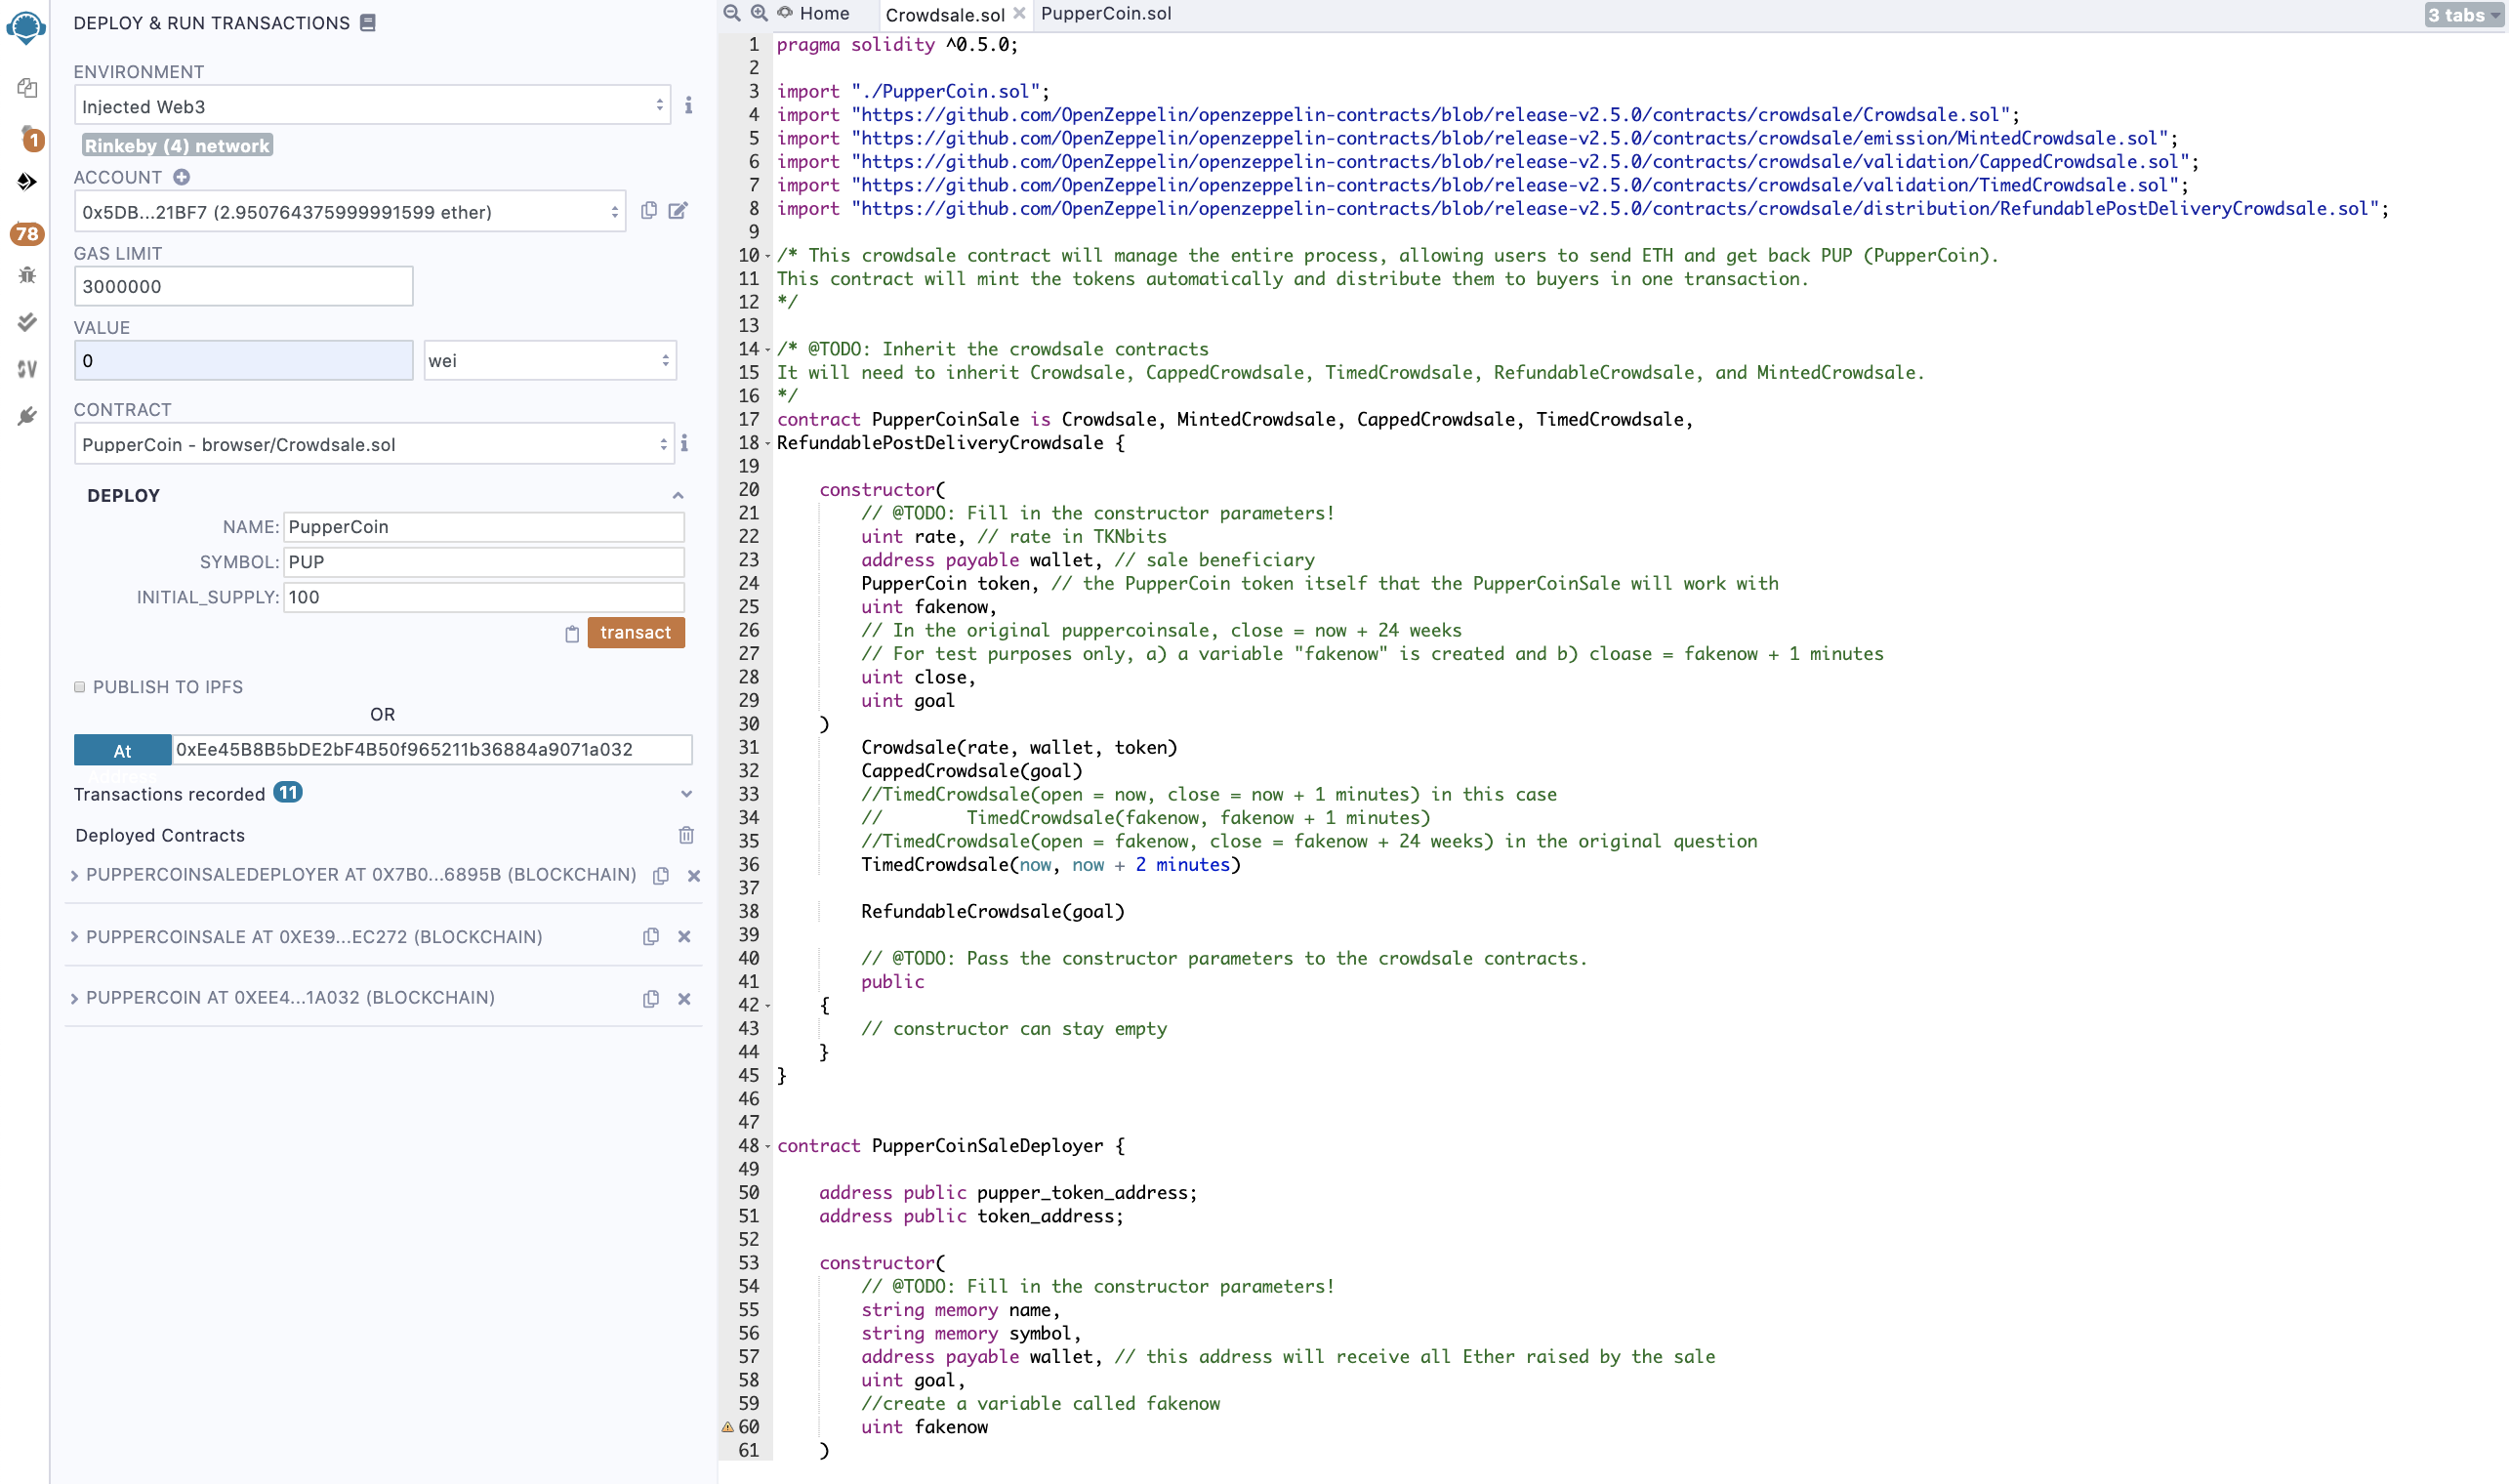 DEPLOY & RUN TRANSACTIONS
ENVIRONMENT
Injected Web3
Rinkeby (4) network
ACCOUNT
0x5DB...21BF7 (2.950764375999991599 ether)
GAS LIMIT
3000000
VALUE
0
wei
CONTRACT
PupperCoin - browser/Crowdsale.sol
DEPLOY
NAME: PupperCoin
SYMBOL: PUP
INITIAL_SUPPLY: 100
transact
PUBLISH TO IPFS
OR
At Address
0xEe45B8B5bDE2bF4B50f965211b36884a9071a032
Transactions recorded 11
Deployed Contracts
PUPPERCOINSALEDEPLOYER AT 0X7B0...6895B (BLOCKCHAIN)
PUPPERCOINSALE AT 0XE39...EC272 (BLOCKCHAIN)
PUPPERCOIN AT 0XEE4...1A032 (BLOCKCHAIN)
1
78
Home
Crowdsale.sol
PupperCoin.sol
3 tabs
1 pragma solidity ^0.5.0;
2
3 import "./PupperCoin.sol";
4 import "https://github.com/OpenZeppelin/openzeppelin-contracts/blob/release-v2.5.0/contracts/crowdsale/Crowdsale.sol";
5 import "https://github.com/OpenZeppelin/openzeppelin-contracts/blob/release-v2.5.0/contracts/crowdsale/emission/MintedCrowdsale.sol";
6 import "https://github.com/OpenZeppelin/openzeppelin-contracts/blob/release-v2.5.0/contracts/crowdsale/validation/CappedCrowdsale.sol";
7 import "https://github.com/OpenZeppelin/openzeppelin-contracts/blob/release-v2.5.0/contracts/crowdsale/validation/TimedCrowdsale.sol";
8 import "https://github.com/OpenZeppelin/openzeppelin-contracts/blob/release-v2.5.0/contracts/crowdsale/distribution/RefundablePostDeliveryCrowdsale.sol";
9
10 /* This crowdsale contract will manage the entire process, allowing users to send ETH and get back PUP (PupperCoin).
11 This contract will mint the tokens automatically and distribute them to buyers in one transaction.
12 */
13
14 /* @TODO: Inherit the crowdsale contracts
15 It will need to inherit Crowdsale, CappedCrowdsale, TimedCrowdsale, RefundableCrowdsale, and MintedCrowdsale.
16 */
17 contract PupperCoinSale is Crowdsale, MintedCrowdsale, CappedCrowdsale, TimedCrowdsale,
18 RefundablePostDeliveryCrowdsale {
19
20 constructor(
21 // @TODO: Fill in the constructor parameters!
22 uint rate, // rate in TKNbits
23 address payable wallet, // sale beneficiary
24 PupperCoin token, // the PupperCoin token itself that the PupperCoinSale will work with
25 uint fakenow,
26 // In the original puppercoinsale, close = now + 24 weeks
27 // For test purposes only, a) a variable "fakenow" is created and b) cloase = fakenow + 1 minutes
28 uint close,
29 uint goal
30 )
31 Crowdsale(rate, wallet, token)
32 CappedCrowdsale(goal)
33 //TimedCrowdsale(open = now, close = now + 1 minutes) in this case
34 // TimedCrowdsale(fakenow, fakenow + 1 minutes)
35 //TimedCrowdsale(open = fakenow, close = fakenow + 24 weeks) in the original question
36 TimedCrowdsale(now, now + 2 minutes)
37
38 RefundableCrowdsale(goal)
39
40 // @TODO: Pass the constructor parameters to the crowdsale contracts.
41 public
42 {
43 // constructor can stay empty
44 }
45 }
46
47
48 contract PupperCoinSaleDeployer {
49
50 address public pupper_token_address;
51 address public token_address;
52
53 constructor(
54 // @TODO: Fill in the constructor parameters!
55 string memory name,
56 string memory symbol,
57 address payable wallet, // this address will receive all Ether raised by the sale
58 uint goal,
59 //create a variable called fakenow
60 uint fakenow
61 )